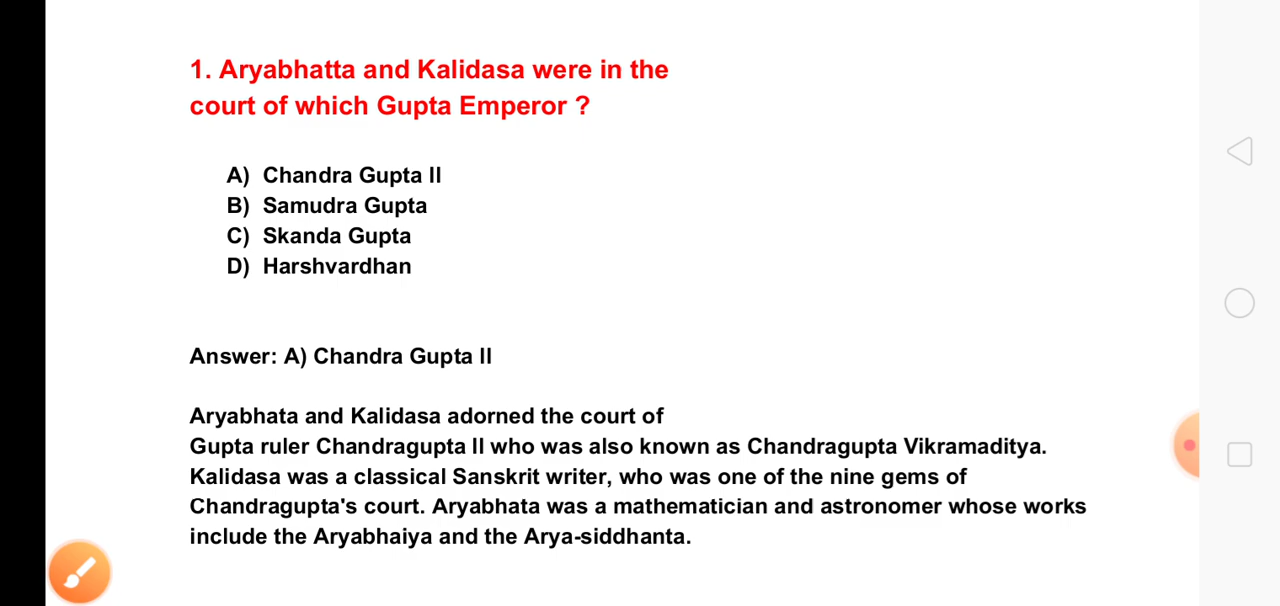 1. Aryabhatta and Kalidasa were in the
court of which Gupta Emperor ?
A) Chandra Gupta II
B) Samudra Gupta
C) Skanda Gupta
D) Harshvardhan
Answer: A) Chandra Gupta II
Aryabhata and Kalidasa adorned the court of
Gupta ruler Chandragupta II who was also known as Chandragupta Vikramaditya.
Kalidasa was a classical Sanskrit writer, who was one of the nine gems of
Chandragupta's court. Aryabhata was a mathematician and astronomer whose works
include the Aryabhaiya and the Arya-siddhanta.